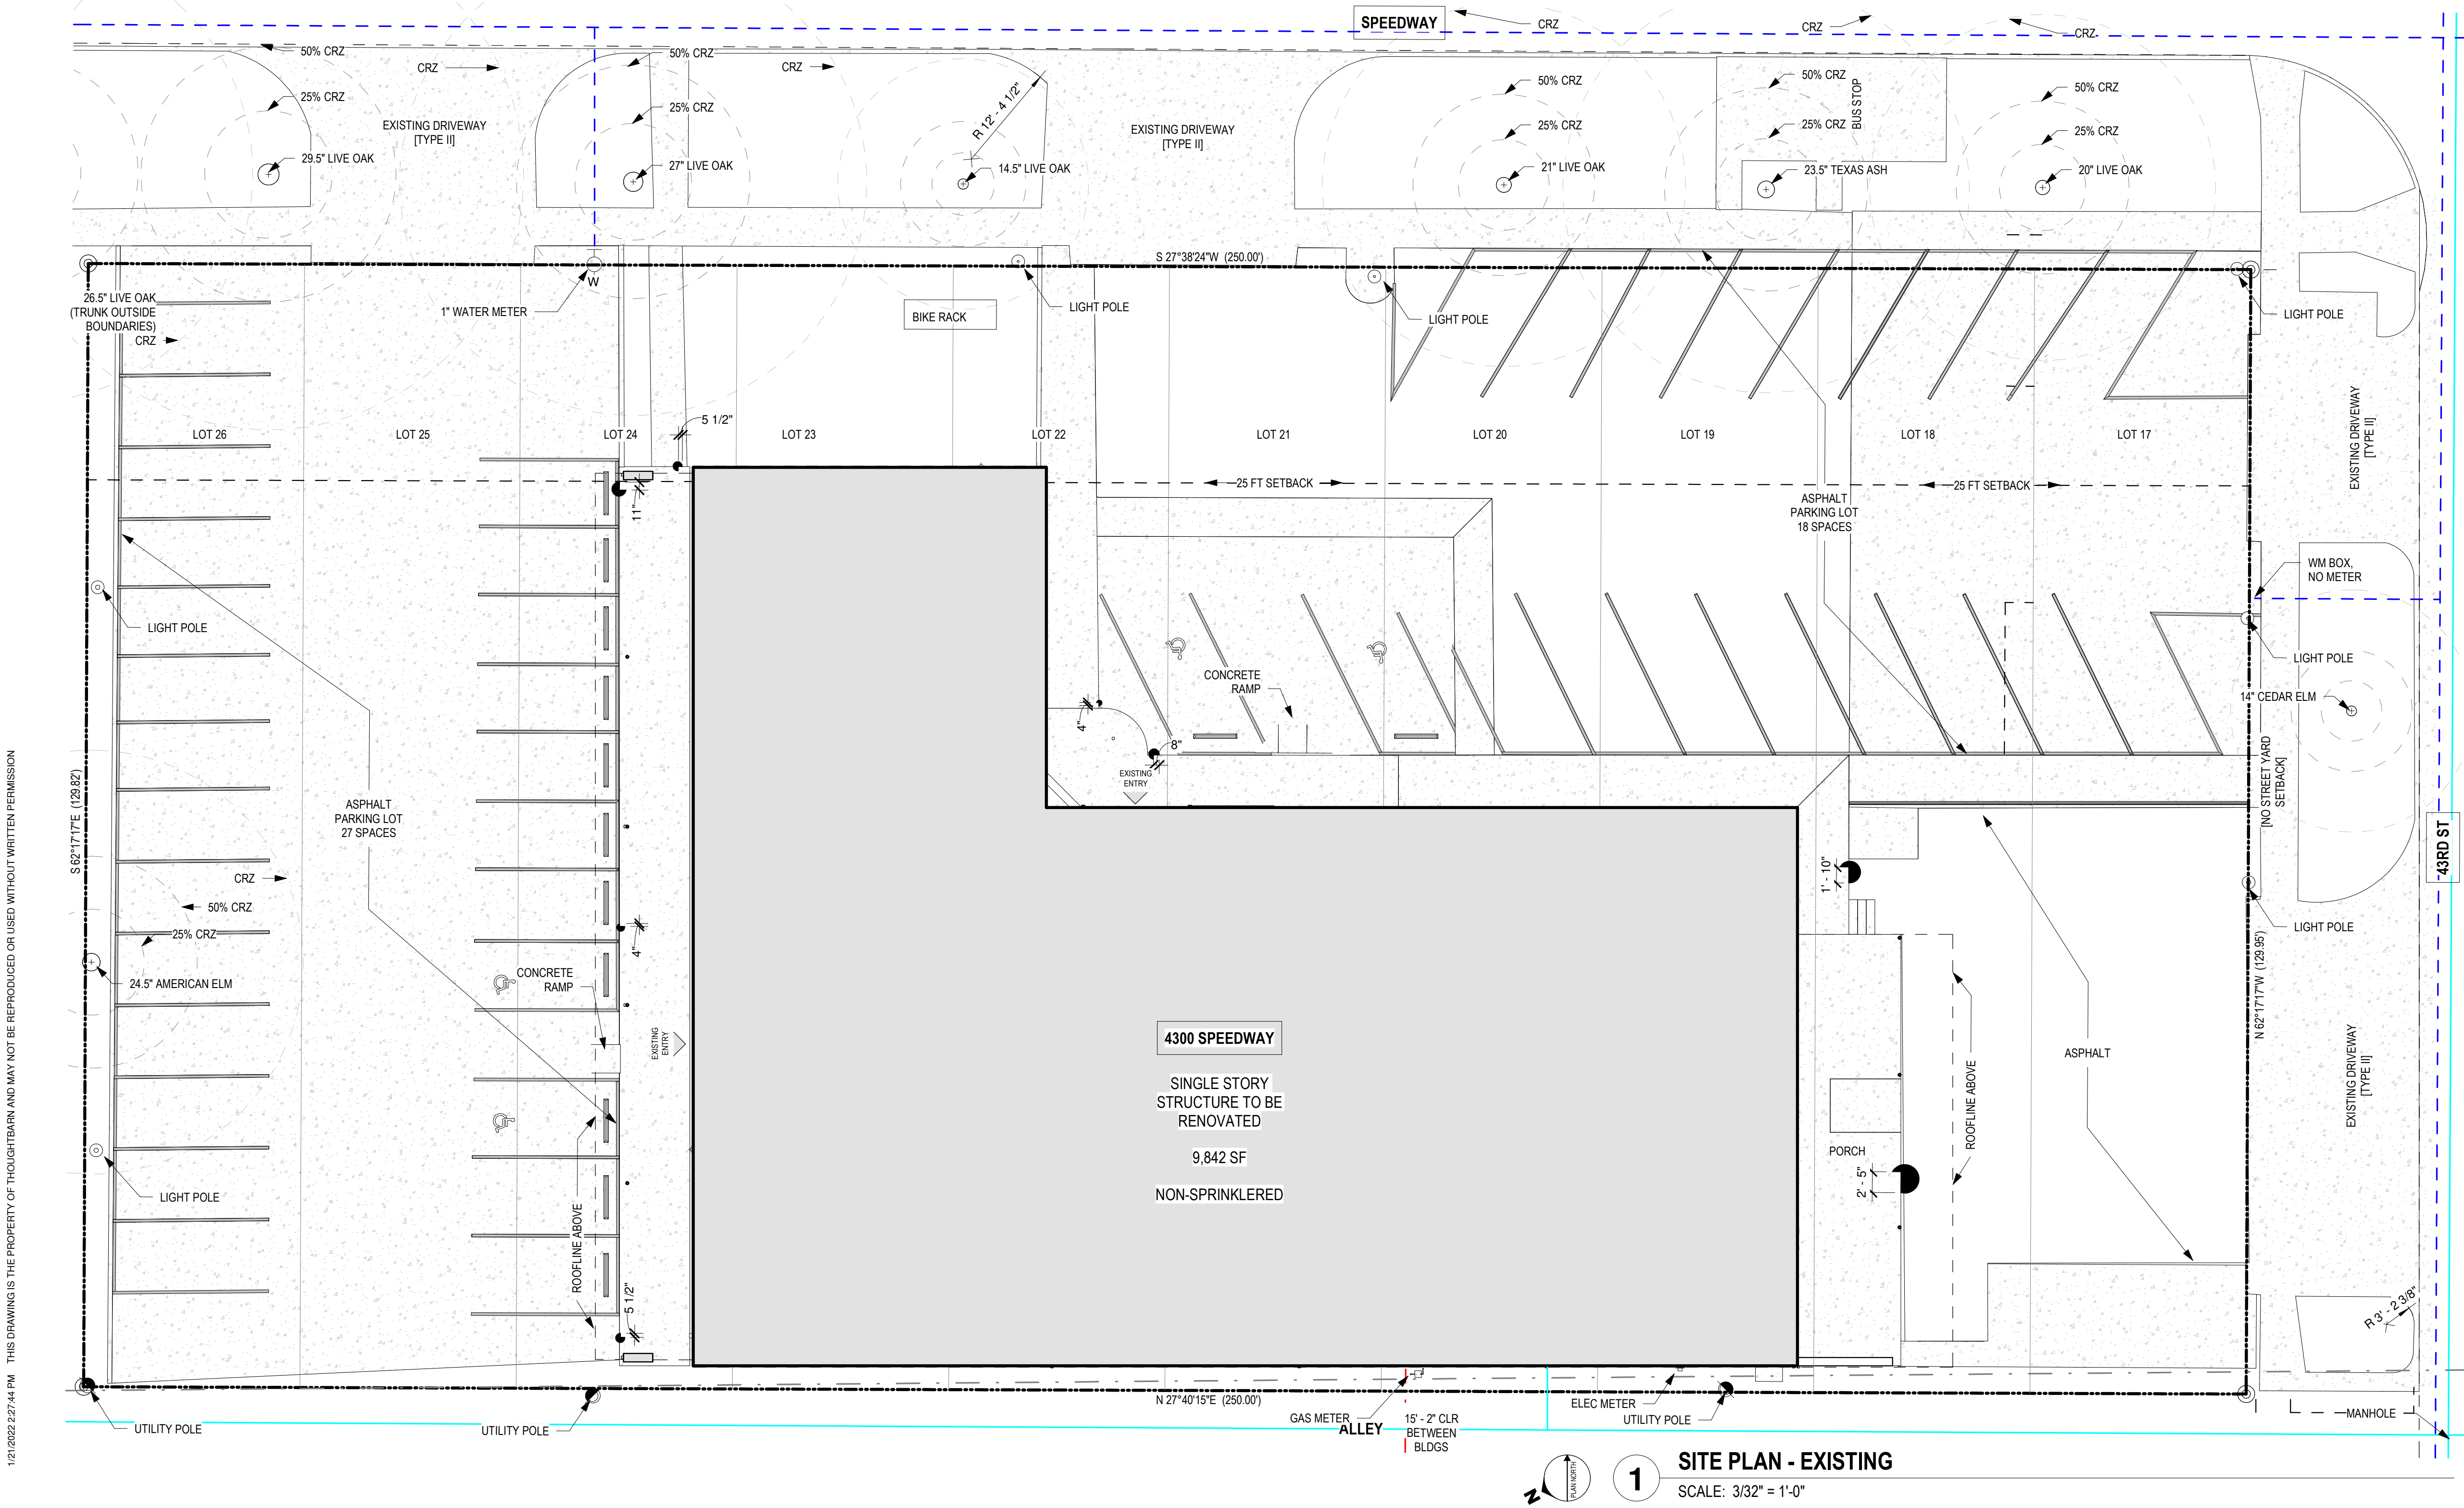 SPEEDWAY
CRZ
CRZ
CRZ
50% CRZ
CRZ
50% CRZ
CRZ
50% CRZ
50% CRZ
50% CRZ
25% CRZ
25% CRZ
R 12' - 4 1/2"
25% CRZ
25% CRZ
25% CRZ
BUS STOP
EXISTING DRIVEWAY
[TYPE II]
EXISTING DRIVEWAY
[TYPE II]
29.5" LIVE OAK
27" LIVE OAK
14.5" LIVE OAK
21" LIVE OAK
23.5" TEXAS ASH
20" LIVE OAK
S 27°38'24"W (250.00')
26.5" LIVE OAK
(TRUNK OUTSIDE
BOUNDARIES)
CRZ
W
1" WATER METER
BIKE RACK
LIGHT POLE
LIGHT POLE
LIGHT POLE
5 1/2"
LOT 26
LOT 25
LOT 24
LOT 23
LOT 22
LOT 21
LOT 20
LOT 19
LOT 18
LOT 17
EXISTING DRIVEWAY
[TYPE II]
25 FT SETBACK
25 FT SETBACK
11"
ASPHALT
PARKING LOT
18 SPACES
WM BOX,
NO METER
LIGHT POLE
LIGHT POLE
CONCRETE
RAMP
14" CEDAR ELM
4"
8"
EXISTING
ENTRY
[NO STREET YARD
SETBACK]
S 62°17'17"E (129.82')
ASPHALT
PARKING LOT
27 SPACES
43RD ST
1' - 10"
CRZ
50% CRZ
25% CRZ
4"
LIGHT POLE
24.5" AMERICAN ELM
CONCRETE
RAMP
N 62°17'17"W (129.95')
EXISTING
ENTRY
4300 SPEEDWAY
SINGLE STORY
STRUCTURE TO BE
RENOVATED
9,842 SF
NON-SPRINKLERED
ASPHALT
EXISTING DRIVEWAY
[TYPE II]
ROOFLINE ABOVE
PORCH
2' - 5"
LIGHT POLE
ROOFLINE ABOVE
5 1/2"
R 3' - 2 3/8"
N 27°40'15"E (250.00')
UTILITY POLE
UTILITY POLE
GAS METER
ALLEY
15' - 2" CLR
BETWEEN
BLDGS
ELEC METER
UTILITY POLE
MANHOLE
N
PLAN NORTH
1
SITE PLAN - EXISTING
SCALE: 3/32" = 1'-0"
1/21/2022 2:27:44 PM THIS DRAWING IS THE PROPERTY OF THOUGHTBARN AND MAY NOT BE REPRODUCED OR USED WITHOUT WRITTEN PERMISSION